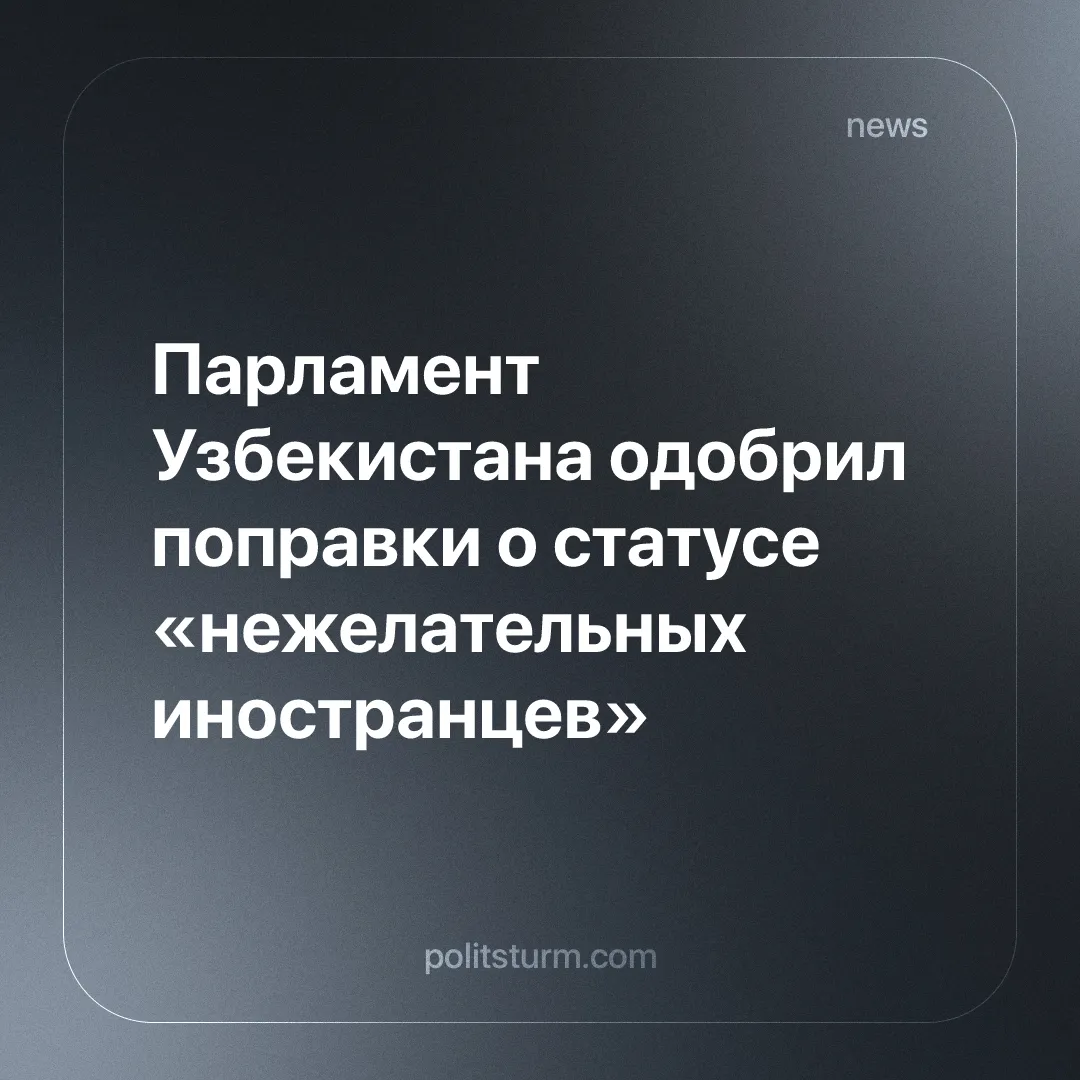 news
Парламент
Узбекистана одобрил
поправки о статусе
«нежелательных
иностранцев»
politsturm.com